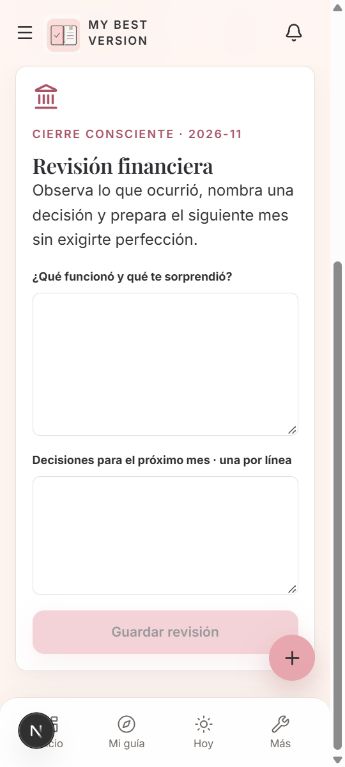 MY BEST
VERSION
CIERRE CONSCIENTE · 2026-11
Revisión financiera
Observa lo que ocurrió, nombra una
decisión y prepara el siguiente mes
sin exigirte perfección.
¿Qué funcionó y qué te sorprendió?
Decisiones para el próximo mes · una por línea
Guardar revisión
+
N
cio
Mi guía
Hoy
Más